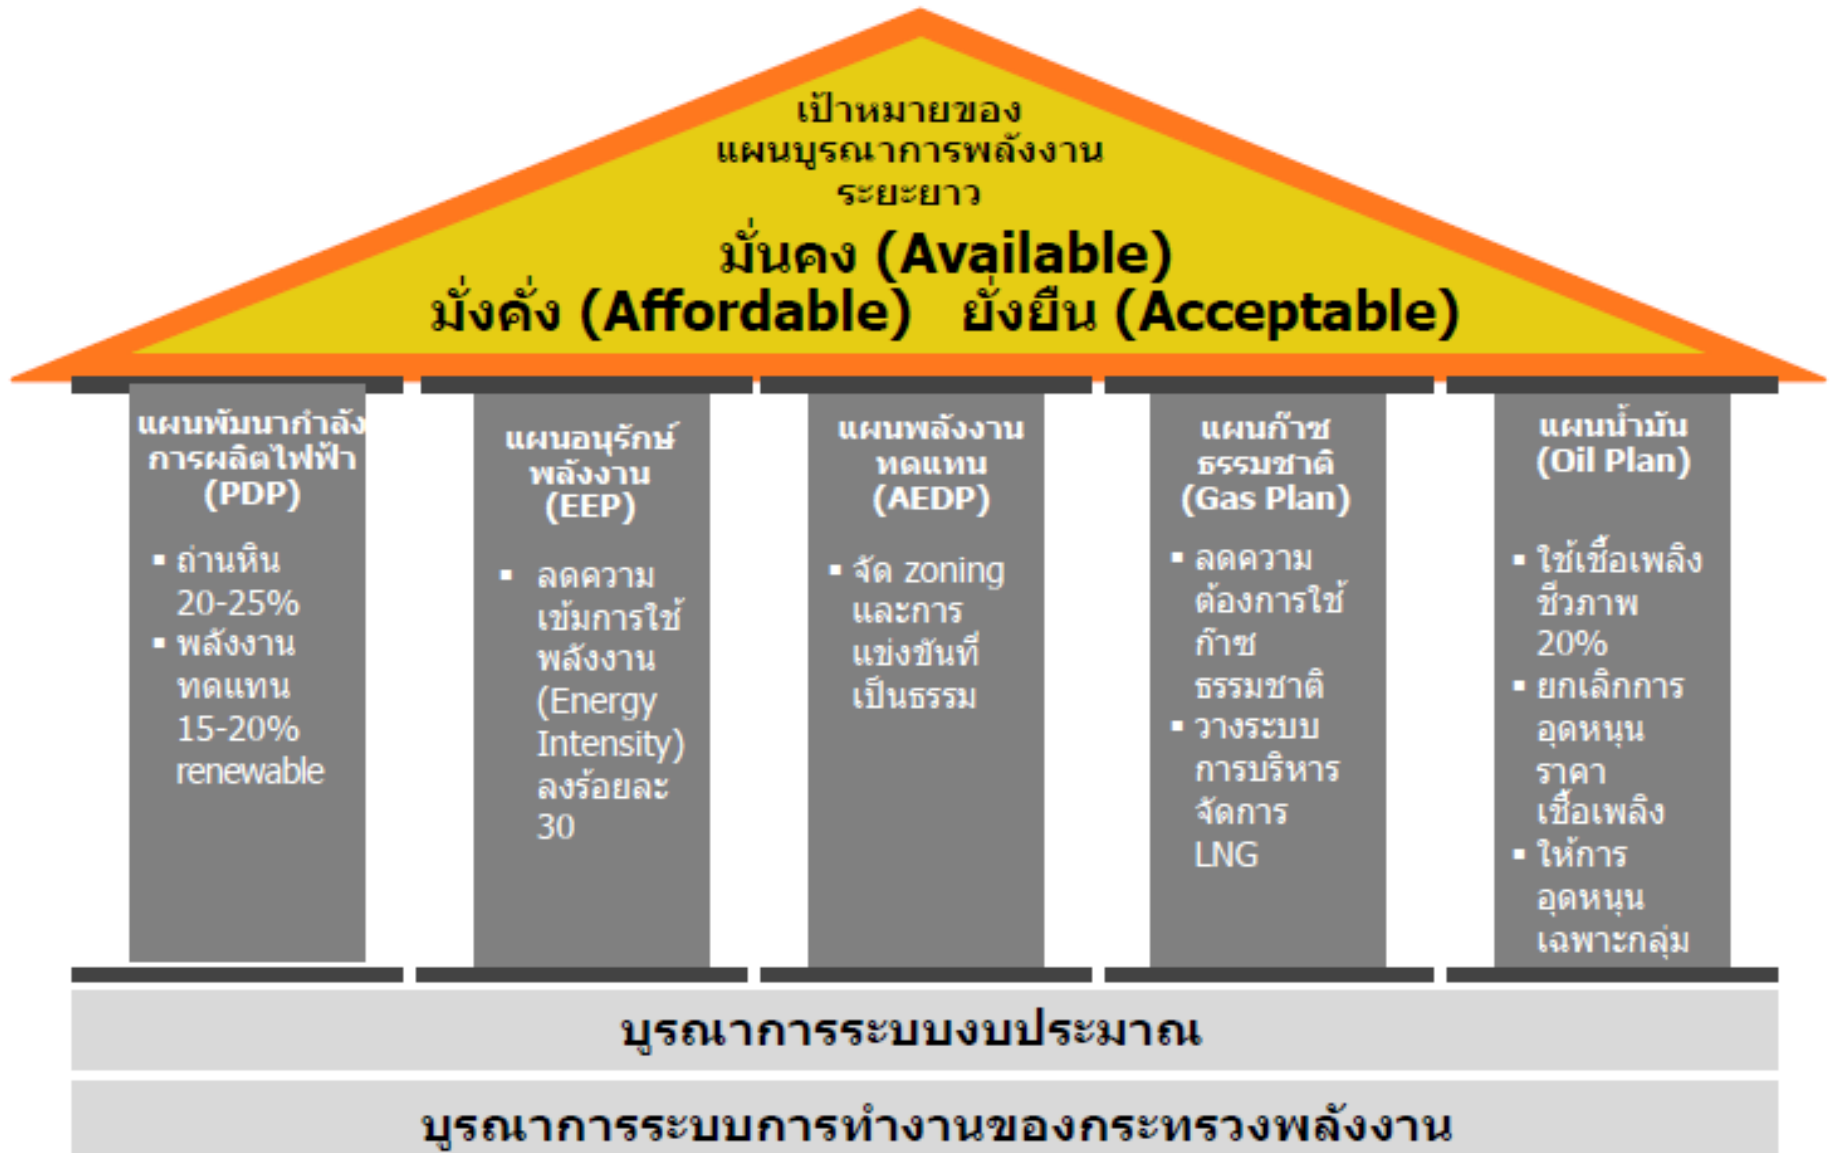 เป้าหมายของ
แผนบูรณาการพลังงาน
ระยะยาว
มั่นคง (Available)
มั่งคั่ง (Affordable) ยั่งยืน (Acceptable)
แผนพัมนากำลัง
การผลิตไฟฟ้า
(PDP)
▪ ถ่านหิน
20-25%
▪ พลังงาน
ทดแทน
15-20%
renewable
แผนอนุรักษ์
พลังงาน
(EEP)
▪ ลดความ
เข้มการใช้
พลังงาน
(Energy
Intensity)
ลงร้อยละ
30
แผนพลังงาน
ทดแทน
(AEDP)
▪ จัด zoning
และการ
แข่งขันที่
เป็นธรรม
แผนก๊าซ
ธรรมชาติ
(Gas Plan)
▪ ลดความ
ต้องการใช้
ก๊าซ
ธรรมชาติ
▪ วางระบบ
การบริหาร
จัดการ
LNG
แผนน้ำมัน
(Oil Plan)
▪ ใช้เชื้อเพลิง
ชีวภาพ
20%
▪ ยกเลิกการ
อุดหนุน
ราคา
เชื้อเพลิง
▪ ให้การ
อุดหนุน
เฉพาะกลุ่ม
บูรณาการระบบงบประมาณ
บูรณาการระบบการทำงานของกระทรวงพลังงาน